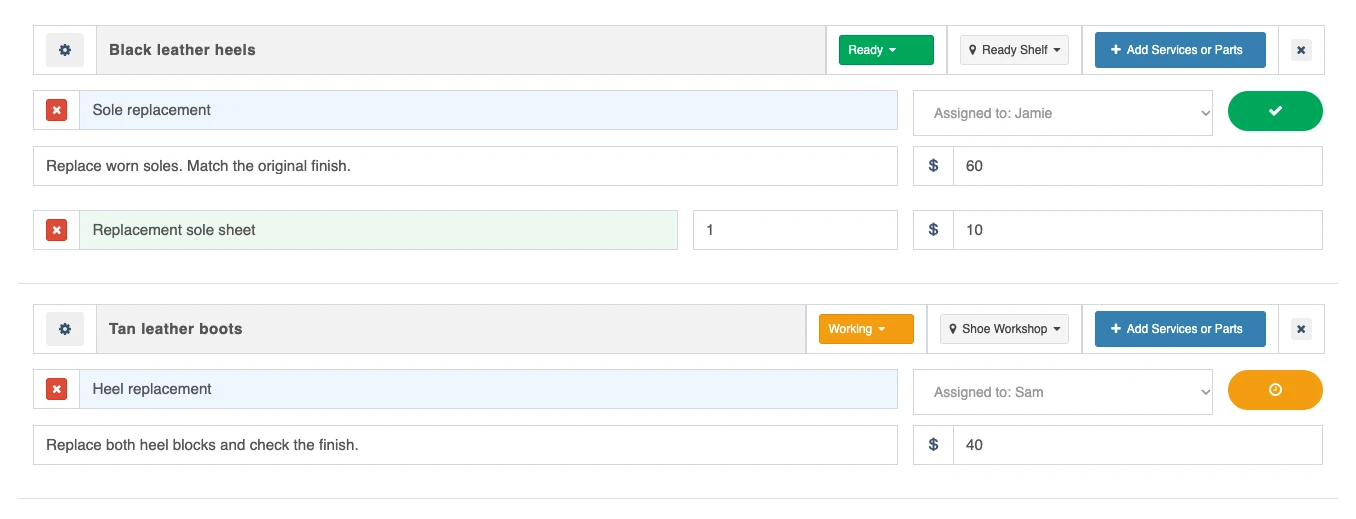 Black leather heels
Ready
Ready Shelf
Add Services or Parts
Sole replacement
Assigned to: Jamie
Replace worn soles. Match the original finish.
$ 60
Replacement sole sheet
1
$ 10
Tan leather boots
Working
Shoe Workshop
Add Services or Parts
Heel replacement
Assigned to: Sam
Replace both heel blocks and check the finish.
$ 40